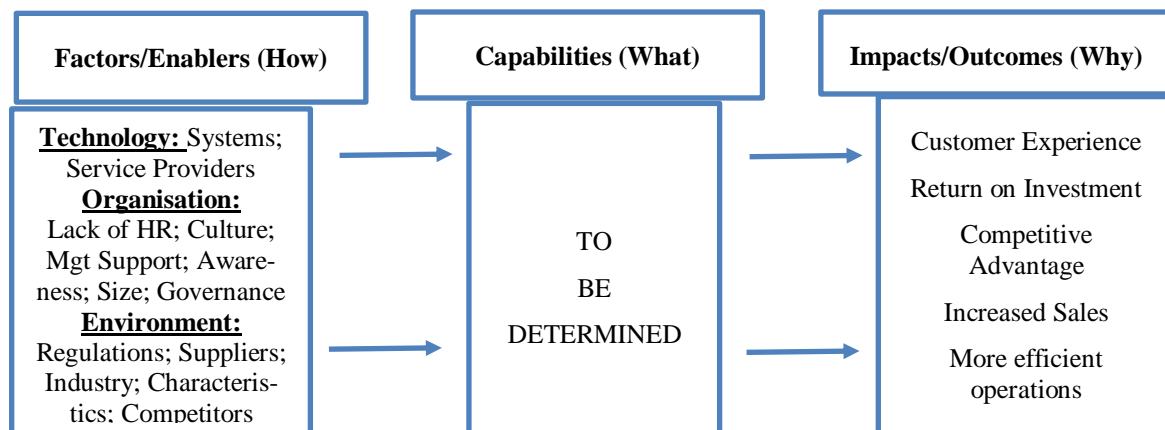 Factors/Enablers (How)
Technology: Systems;
Service Providers
Organisation:
Lack of HR; Culture;
Mgt Support; Aware-
ness; Size; Governance
Environment:
Regulations; Suppliers;
Industry; Characteris-
tics; Competitors
Capabilities (What)
TO
BE
DETERMINED
Impacts/Outcomes (Why)
Customer Experience
Return on Investment
Competitive
Advantage
Increased Sales
More efficient
operations